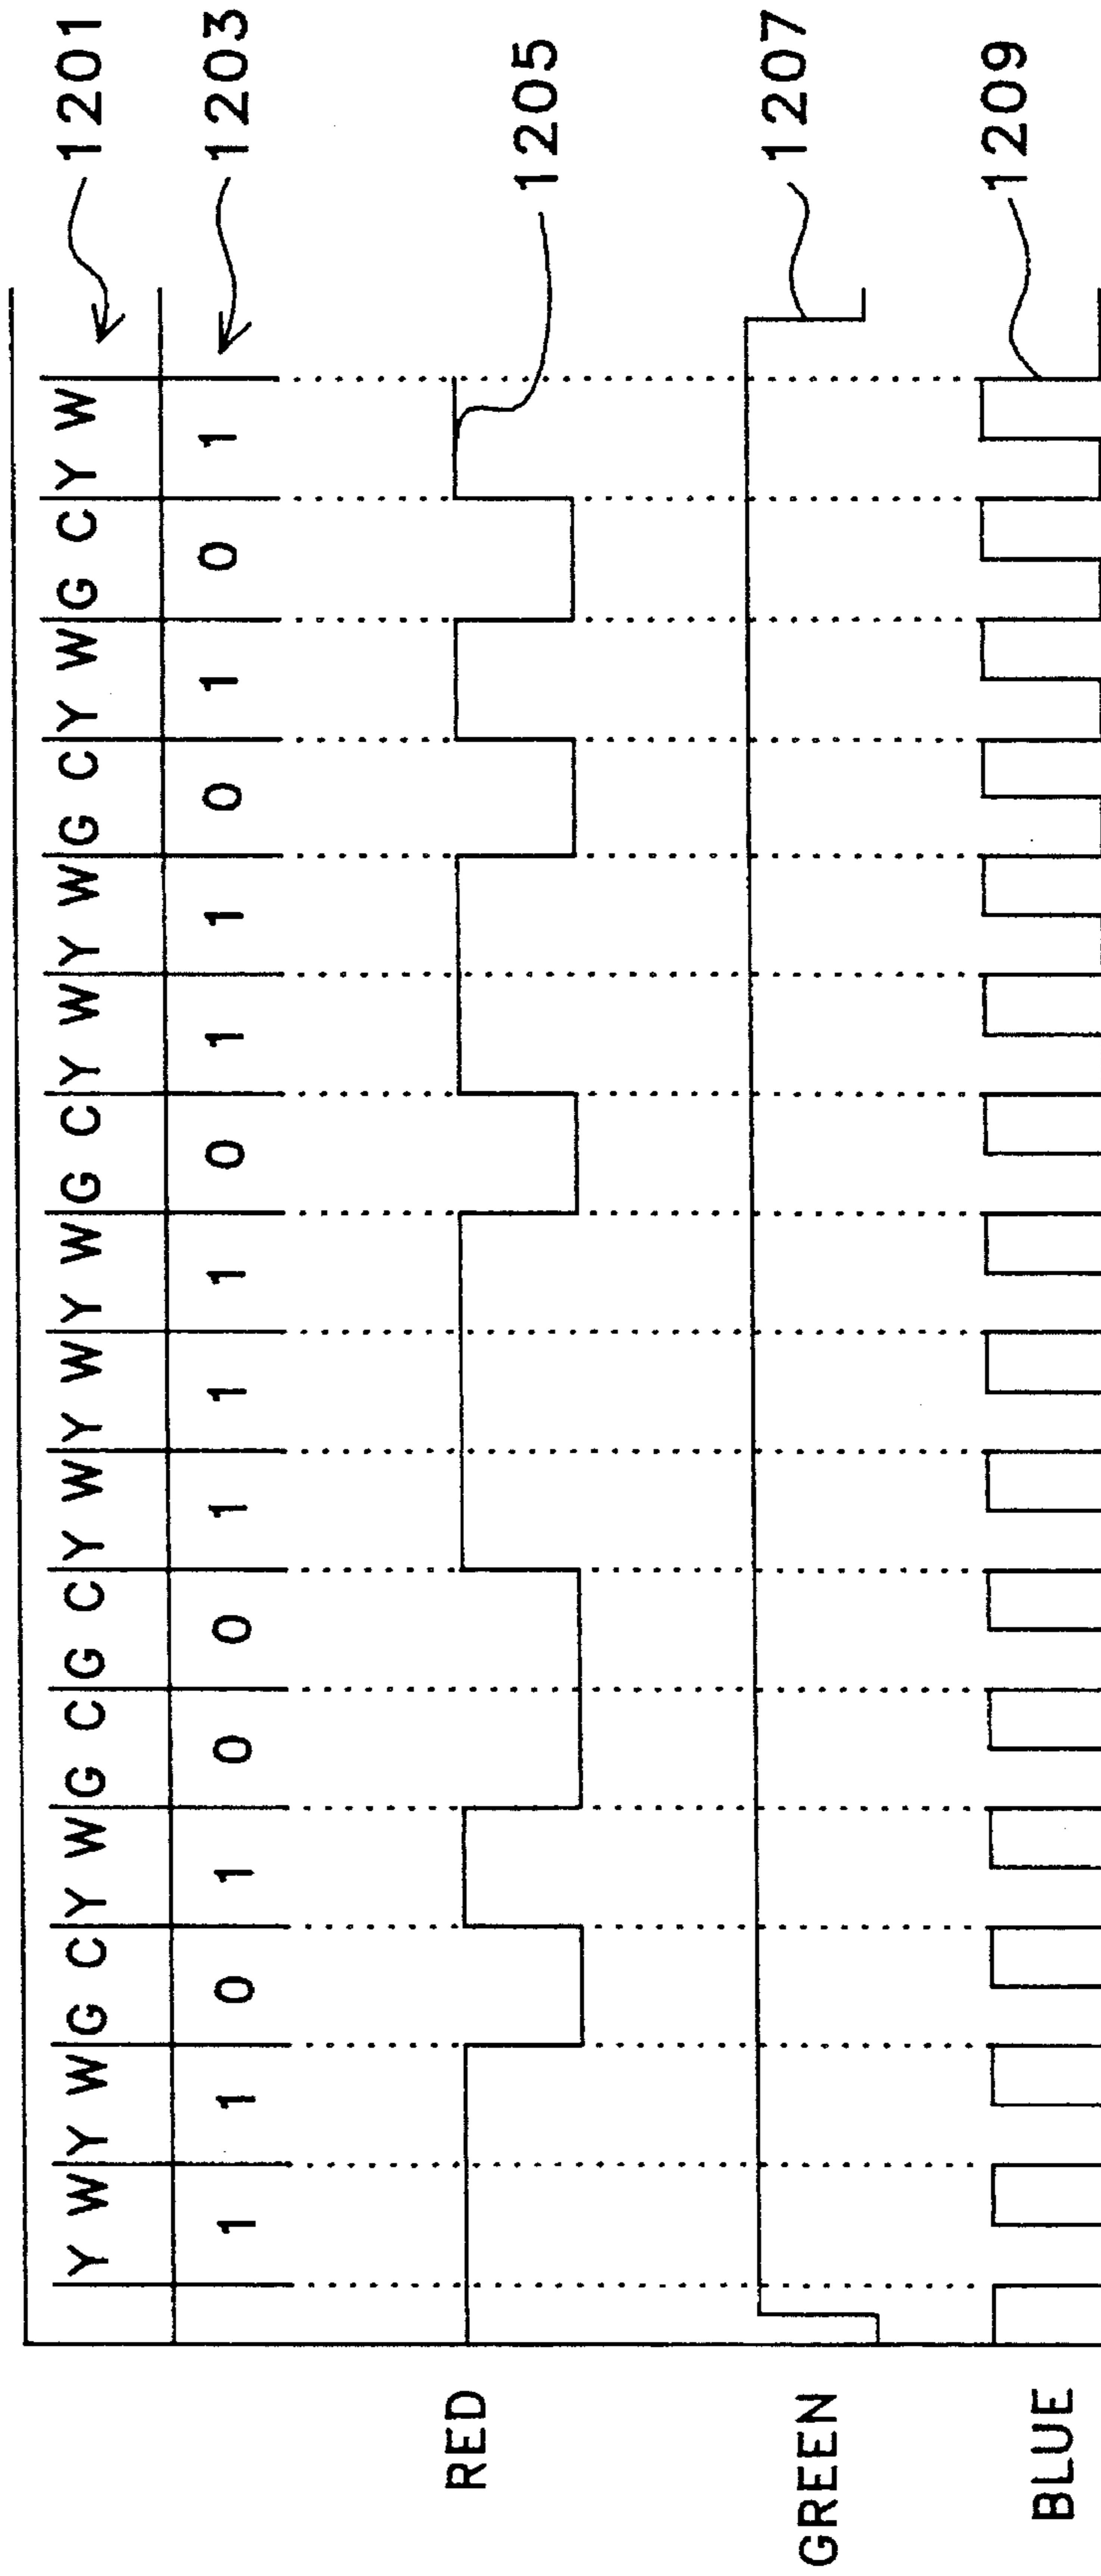 Y W Y W G C Y W G C G C Y W Y W Y W G C Y W Y W G C Y W G C Y W 1201
1 1 0 1 0 0 1 1 1 0 1 1 0 1 0 1 1203
RED 1205
GREEN 1207
BLUE 1209